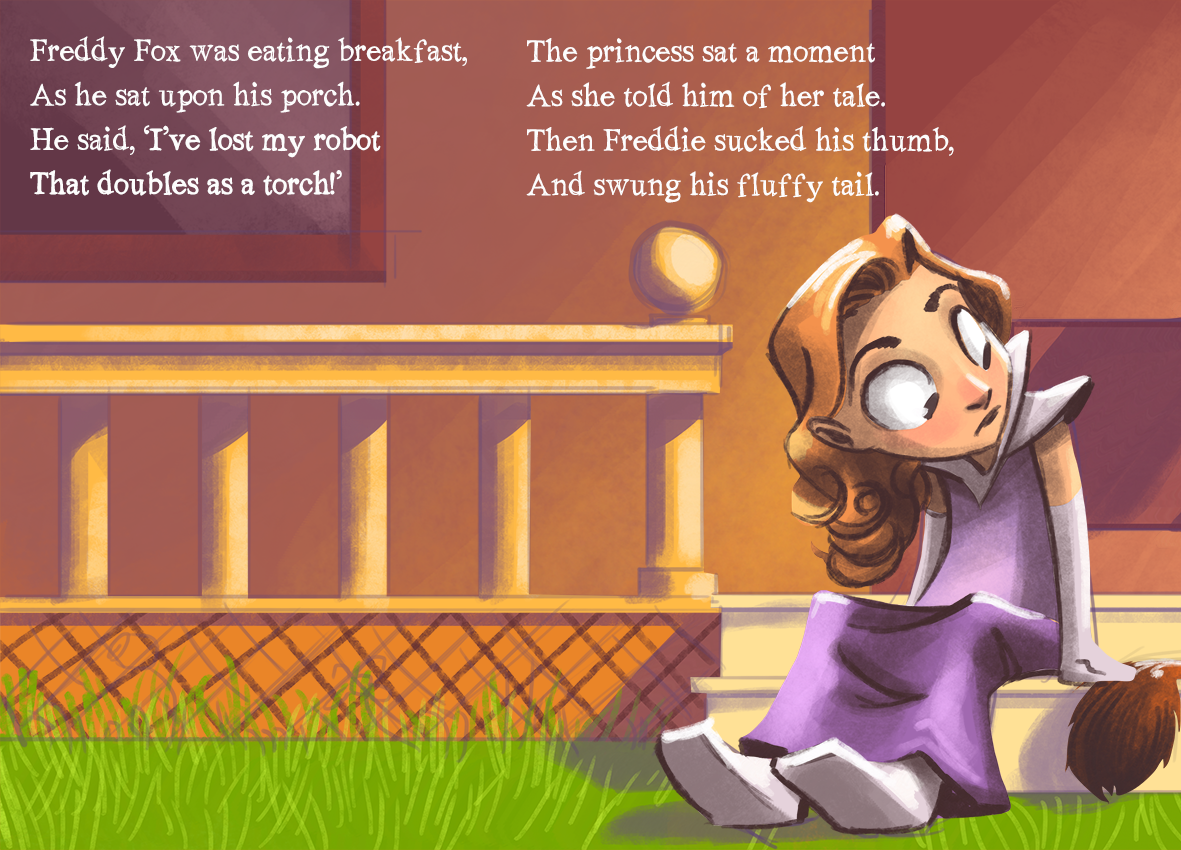 Freddy Fox was eating breakfast,
As he sat upon his porch.
He said, ‘I’ve lost my robot
That doubles as a torch!’
The princess sat a moment
As she told him of her tale.
Then Freddie sucked his thumb,
And swung his fluffy tail.